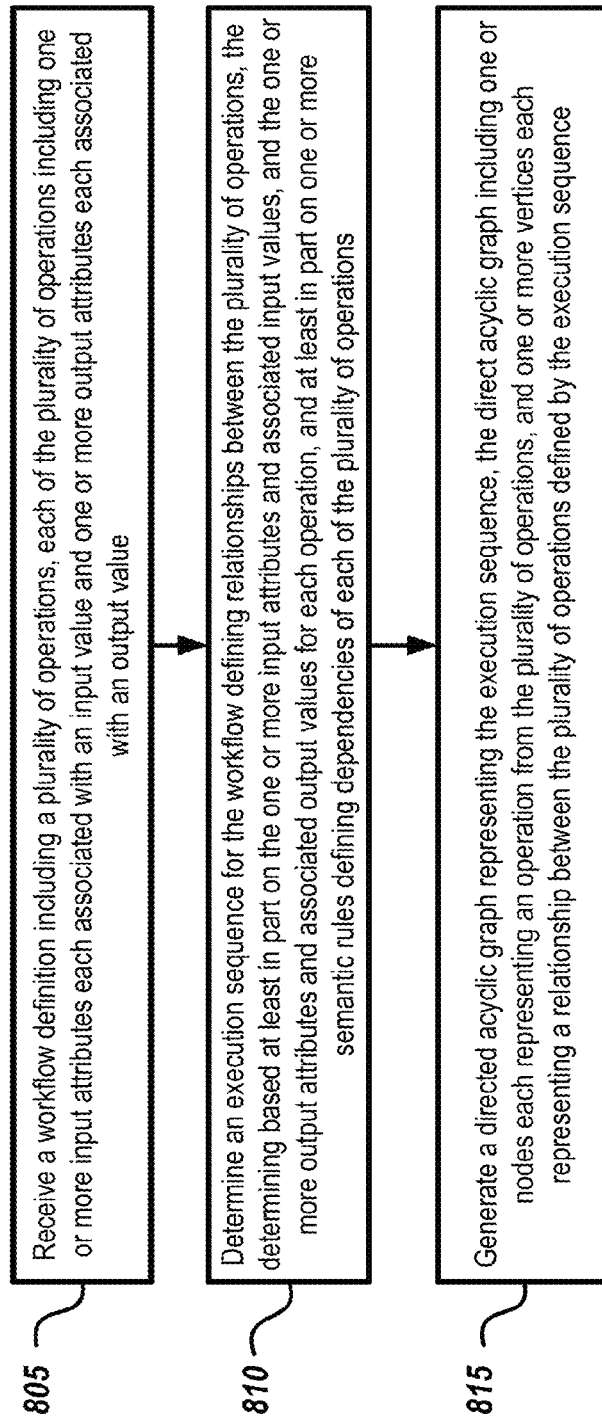 805
Receive a workflow definition including a plurality of operations, each of the plurality of operations including one
or more input attributes each associated with an input value and one or more output attributes each associated
with an output value
810
Determine an execution sequence for the workflow defining relationships between the plurality of operations, the
determining based at least in part on the one or more input attributes and associated input values, and the one or
more output attributes and associated output values for each operation, and at least in part on one or more
semantic rules defining dependencies of each of the plurality of operations
815
Generate a directed acyclic graph representing the execution sequence, the direct acyclic graph including one or
nodes each representing an operation from the plurality of operations, and one or more vertices each
representing a relationship between the plurality of operations defined by the execution sequence